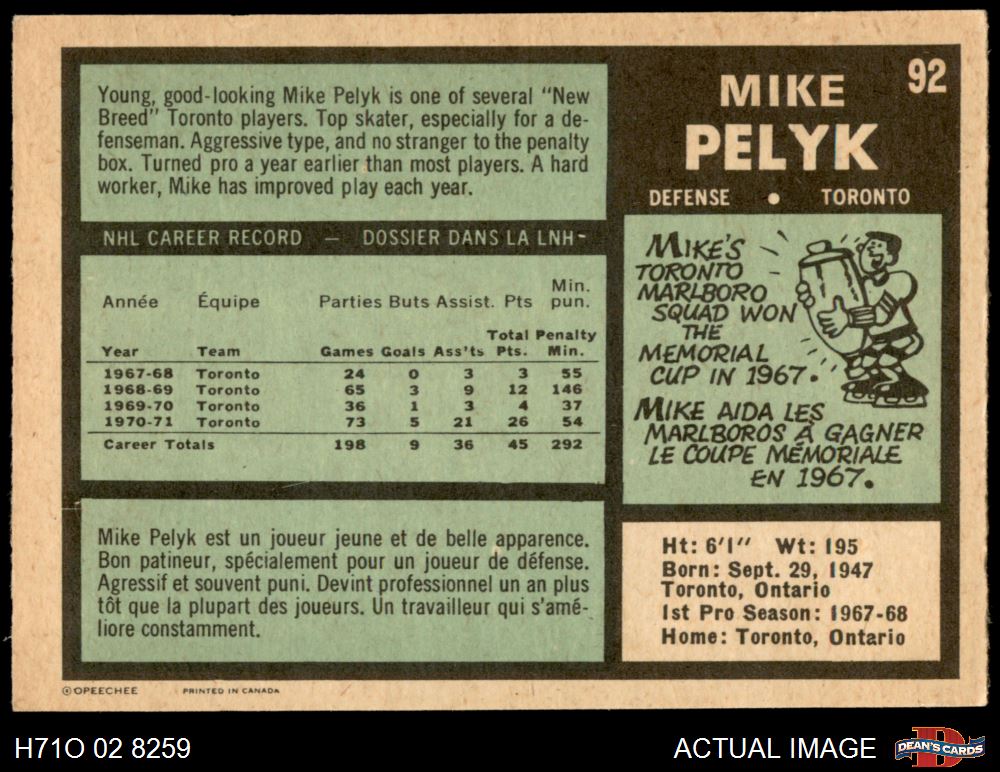 92
MIKE
PELYK
DEFENSE • TORONTO
Young, good-looking Mike Pelyk is one of several "New
Breed" Toronto players. Top skater, especially for a de-
fenseman. Aggressive type, and no stranger to the penalty
box. Turned pro a year earlier than most players. A hard
worker, Mike has improved play each year.
NHL CAREER RECORD — DOSSIER DANS LA LNH-
Année Équipe Parties Buts Assist. Pts Min. pun.
Year Team Games Goals Ass'ts Total Pts. Penalty Min.
1967-68 Toronto 24 0 3 3 55
1968-69 Toronto 65 3 9 12 146
1969-70 Toronto 36 1 3 4 37
1970-71 Toronto 73 5 21 26 54
Career Totals 198 9 36 45 292
Mike Pelyk est un joueur jeune et de belle apparence.
Bon patineur, spécialement pour un joueur de défense.
Agressif et souvent puni. Devint professionnel un an plus
tôt que la plupart des joueurs. Un travailleur qui s'amé-
liore constamment.
MIKE'S
TORONTO
MARLBORO
SQUAD WON
THE
MEMORIAL
CUP IN 1967.
MIKE AIDA LES
MARLBOROS À GAGNER
LE COUPE MÉMORIALE
EN 1967.
Ht: 6'1" Wt: 195
Born: Sept. 29, 1947
Toronto, Ontario
1st Pro Season: 1967-68
Home: Toronto, Ontario
©OPEECHEE PRINTED IN CANADA
H71O 02 8259
ACTUAL IMAGE
D
DEAN'S CARDS